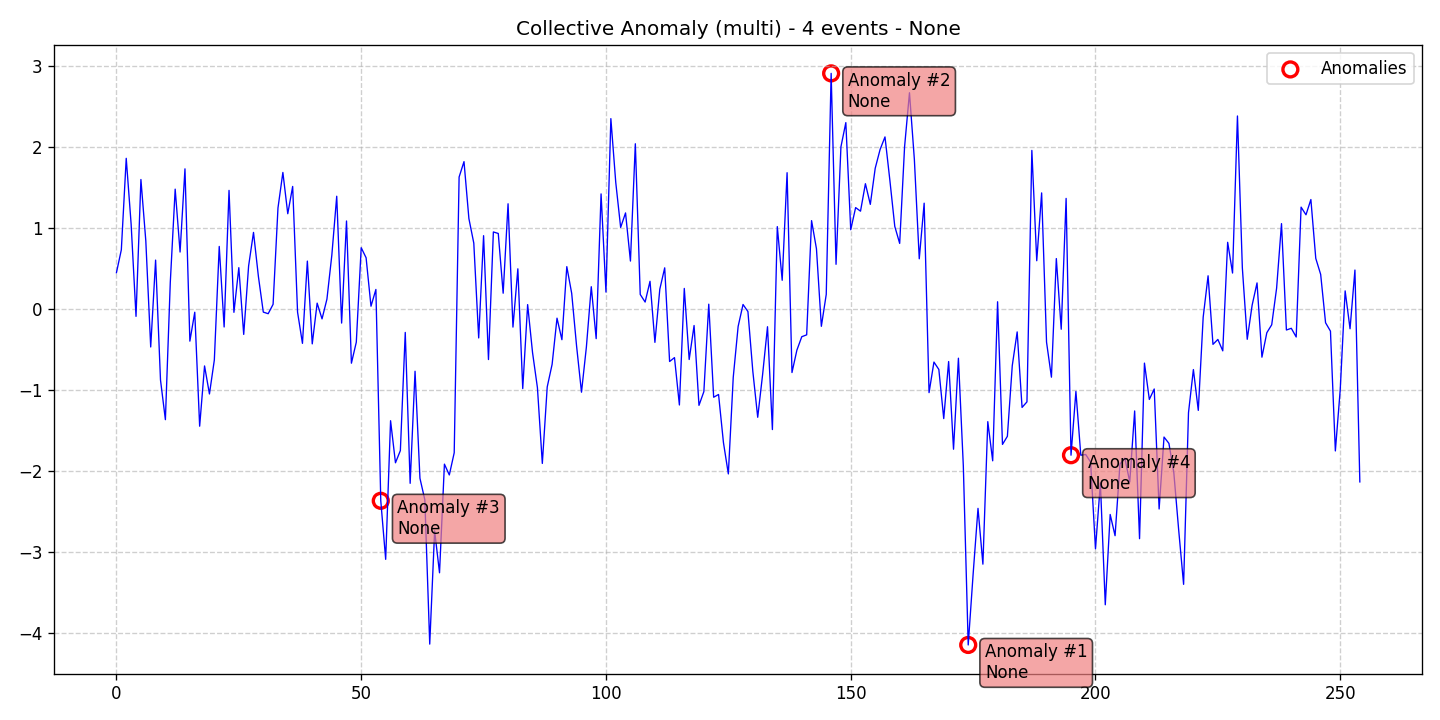 Collective Anomaly (multi) - 4 events - None
3
2
1
0
−1
−2
−3
−4
0
50
100
150
200
250
Anomalies
Anomaly #2
None
Anomaly #3
None
Anomaly #4
None
Anomaly #1
None